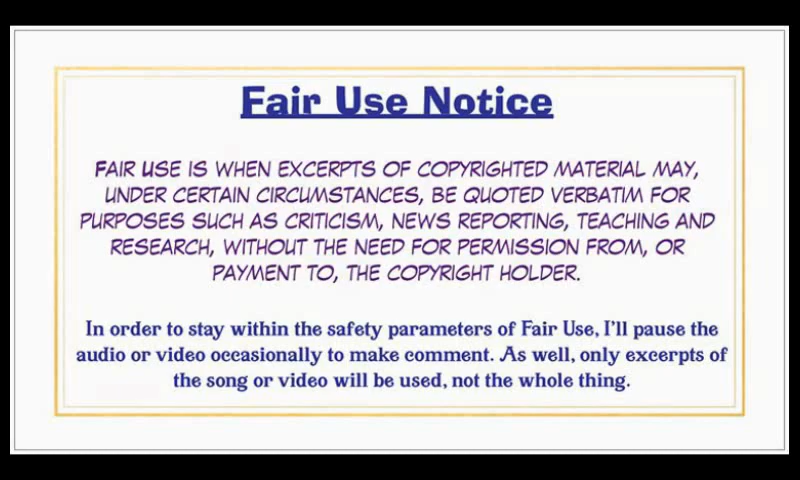 Fair Use Notice
FAIR USE IS WHEN EXCERPTS OF COPYRIGHTED MATERIAL MAY,
UNDER CERTAIN CIRCUMSTANCES, BE QUOTED VERBATIM FOR
PURPOSES SUCH AS CRITICISM, NEWS REPORTING, TEACHING AND
RESEARCH, WITHOUT THE NEED FOR PERMISSION FROM, OR
PAYMENT TO, THE COPYRIGHT HOLDER.
In order to stay within the safety parameters of Fair Use, I'll pause the
audio or video occasionally to make comment. As well, only excerpts of
the song or video will be used, not the whole thing.